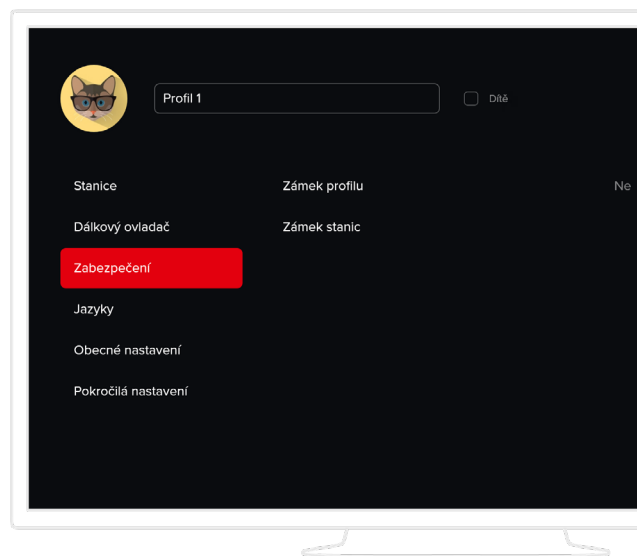 Profil 1
Dítě
Stanice
Zámek profilu
Ne
Dálkový ovladač
Zámek stanic
Zabezpečení
Jazyky
Obecné nastavení
Pokročilá nastavení